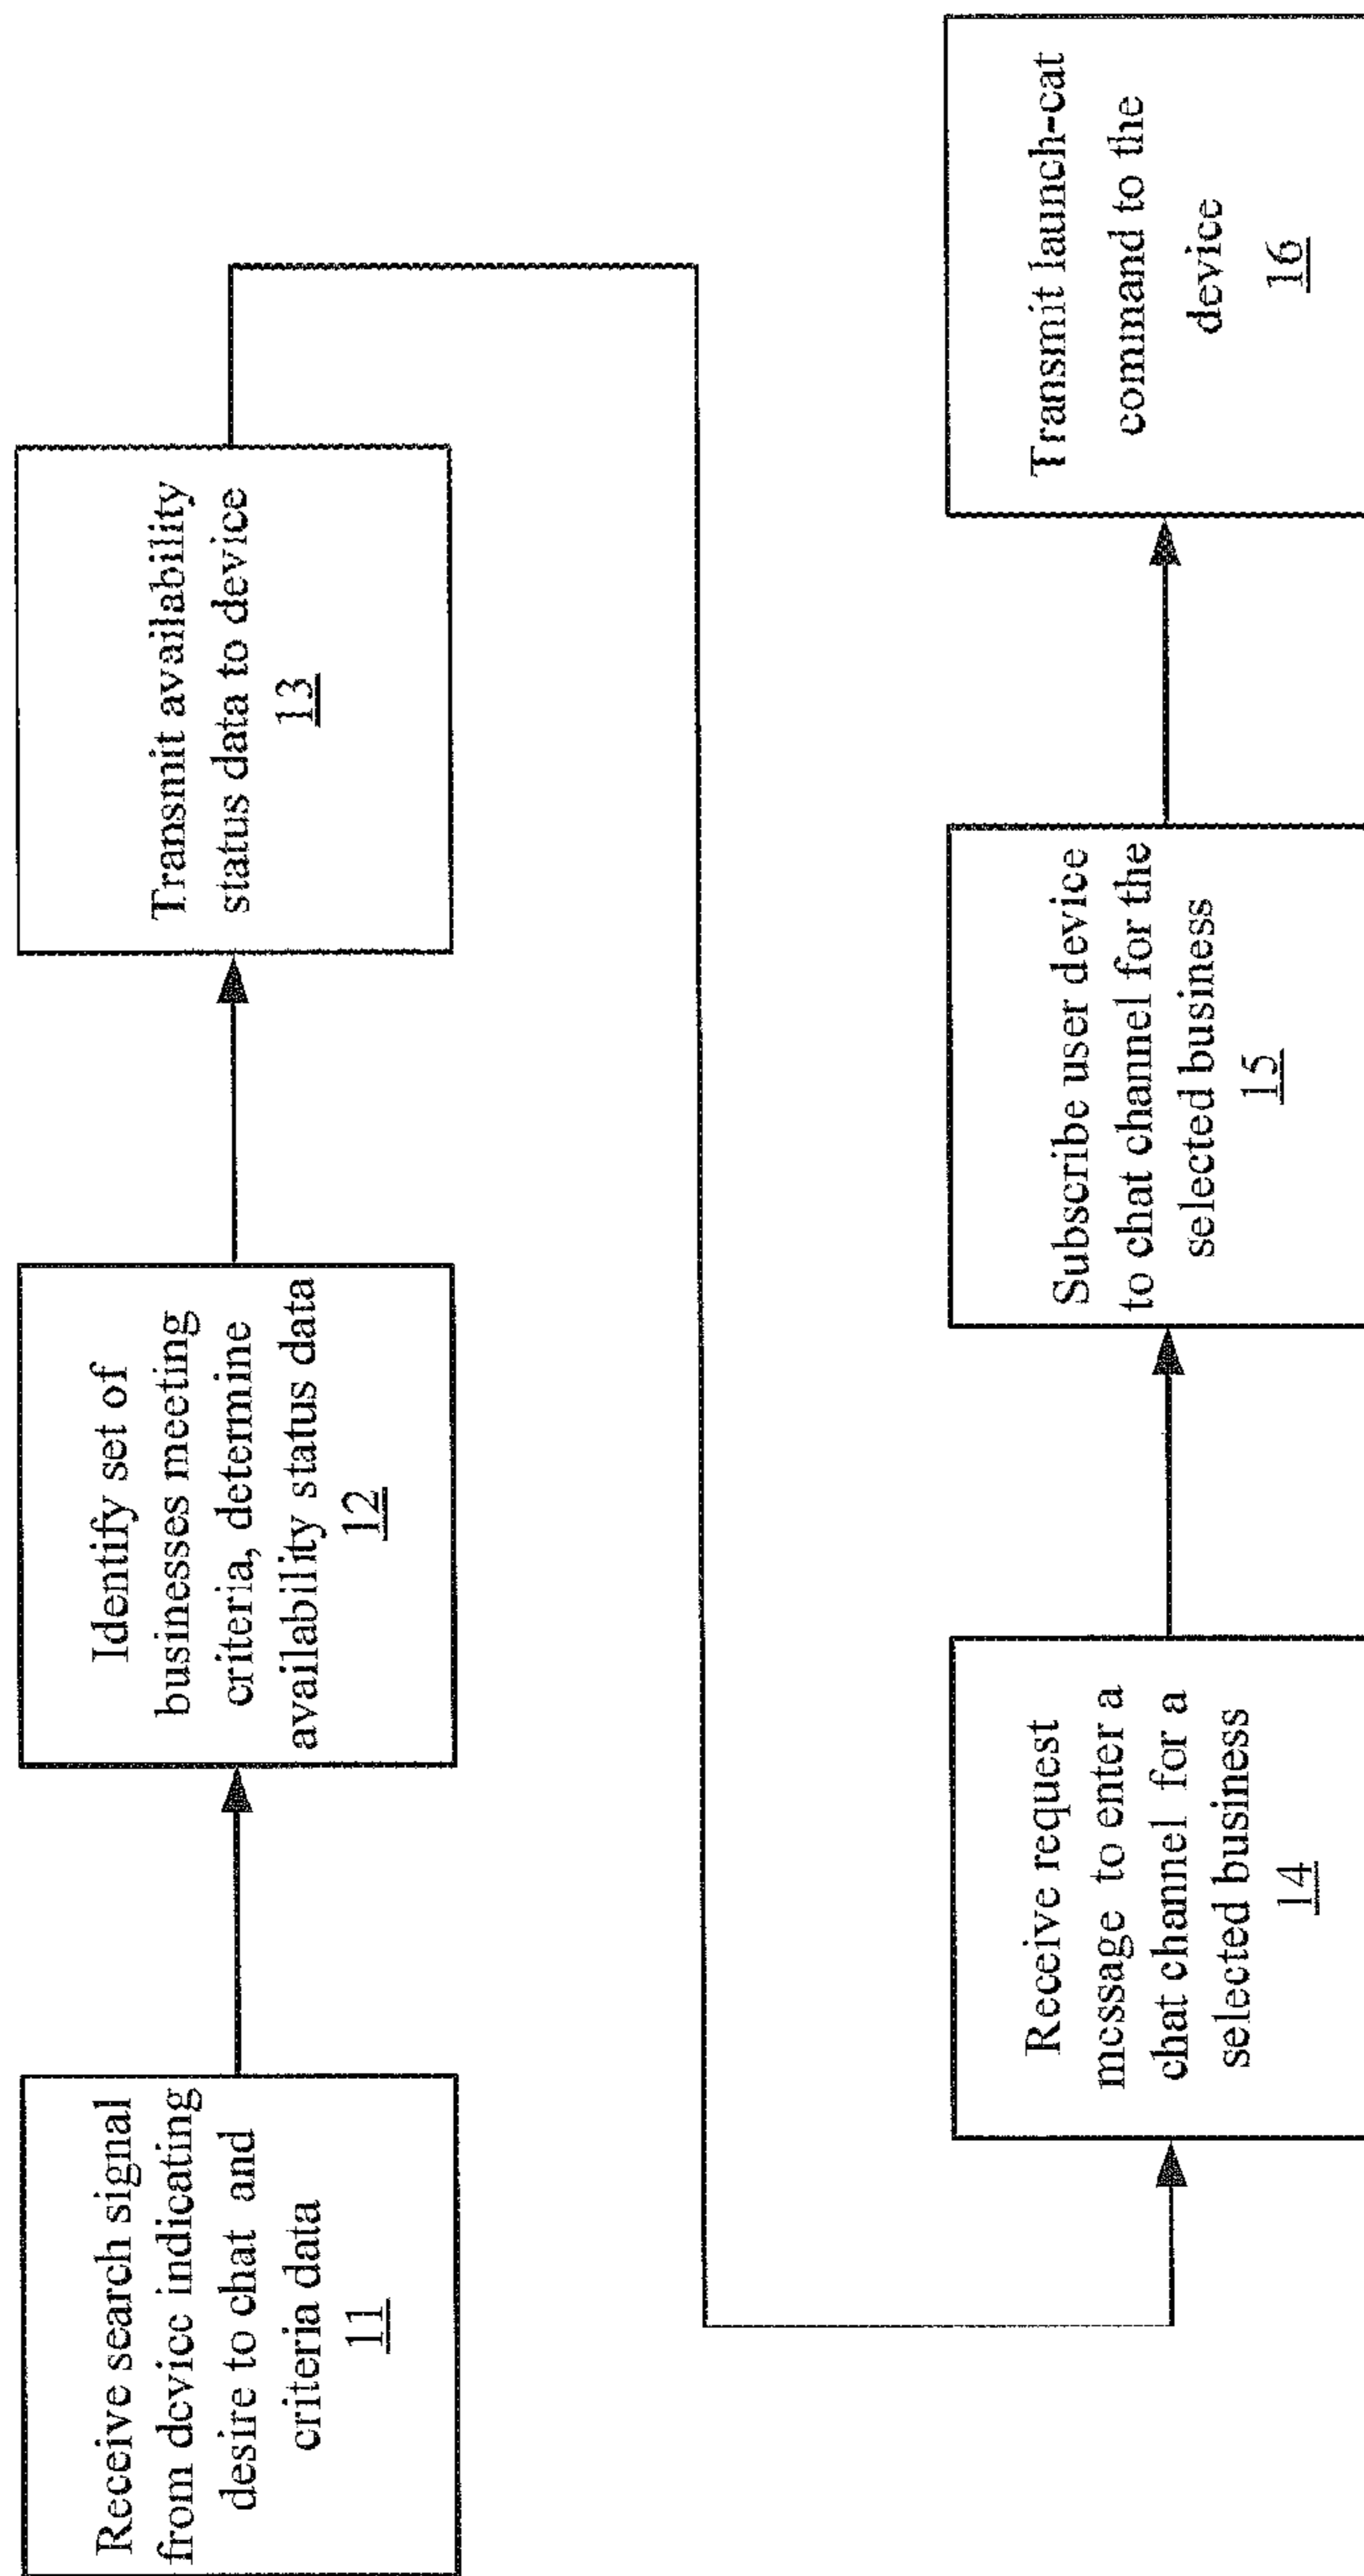 Receive search signal
from device indicating
desire to chat and
criteria data
11
Identify set of
businesses meeting
criteria, determine
availability status data
12
Transmit availability
status data to device
13
Receive request
message to enter a
chat channel for a
selected business
14
Subscribe user device
to chat channel for the
selected business
15
Transmit launch-cat
command to the
device
16